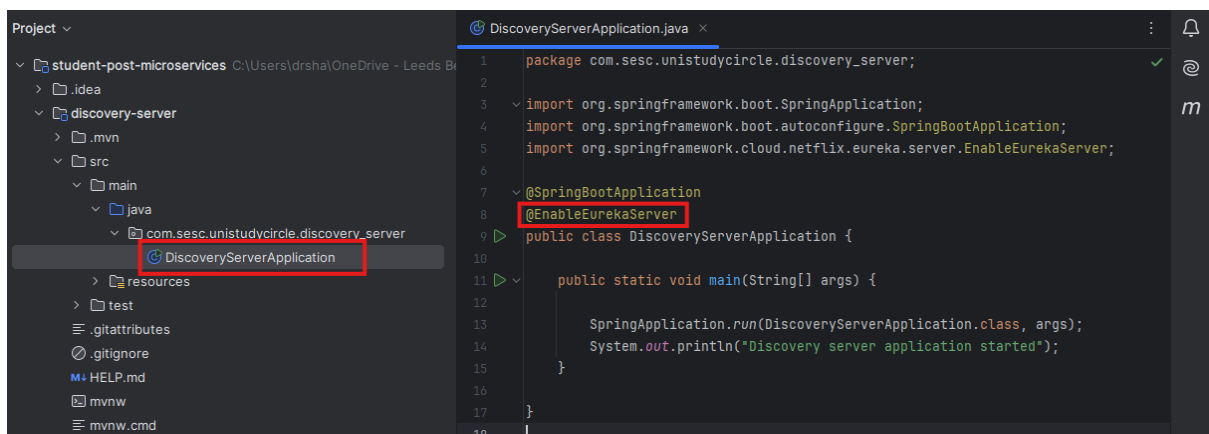 Project
student-post-microservices C:\Users\drsha\OneDrive - Leeds Be
.idea
discovery-server
.mvn
src
main
java
com.sesc.unistudycircle.discovery_server
DiscoveryServerApplication
resources
test
.gitattributes
.gitignore
M↓ HELP.md
mvnw
mvnw.cmd
DiscoveryServerApplication.java
1 package com.sesc.unistudycircle.discovery_server;
2
3 import org.springframework.boot.SpringApplication;
4 import org.springframework.boot.autoconfigure.SpringBootApplication;
5 import org.springframework.cloud.netflix.eureka.server.EnableEurekaServer;
6
7 @SpringBootApplication
8 @EnableEurekaServer
9 public class DiscoveryServerApplication {
10
11 public static void main(String[] args) {
12
13 SpringApplication.run(DiscoveryServerApplication.class, args);
14 System.out.println("Discovery server application started");
15 }
16
17 }
18
m